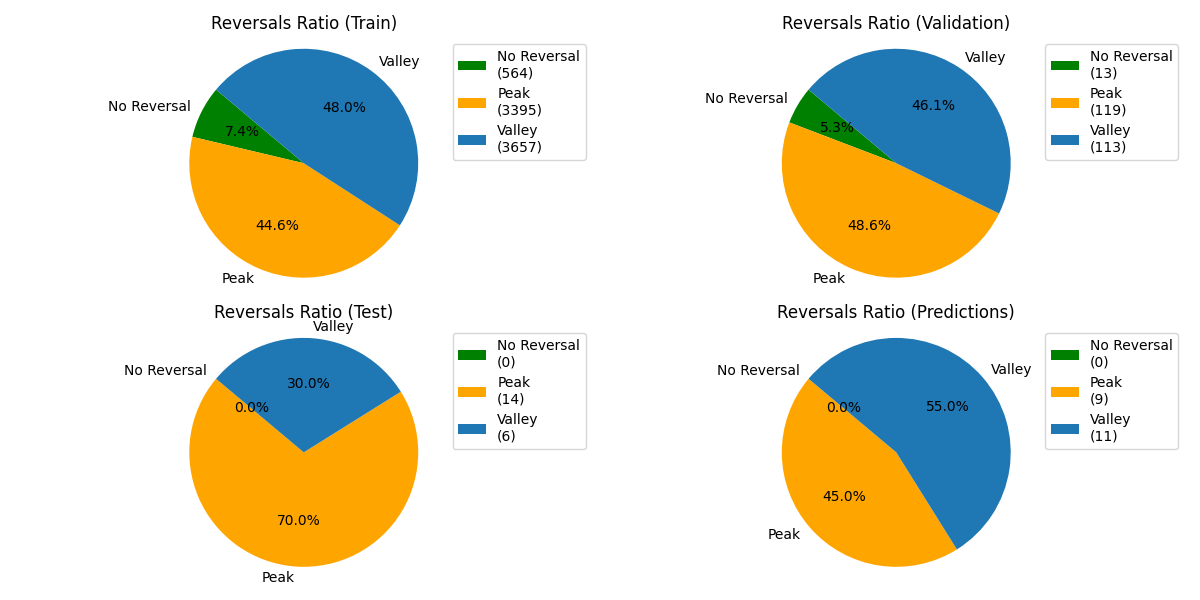 Reversals Ratio (Train)
Valley
No Reversal
48.0%
7.4%
44.6%
Peak
No Reversal
(564)
Peak
(3395)
Valley
(3657)
Reversals Ratio (Validation)
Valley
No Reversal
46.1%
5.3%
48.6%
Peak
No Reversal
(13)
Peak
(119)
Valley
(113)
Reversals Ratio (Test)
Valley
No Reversal
30.0%
0.0%
70.0%
Peak
No Reversal
(0)
Peak
(14)
Valley
(6)
Reversals Ratio (Predictions)
Valley
No Reversal
55.0%
0.0%
45.0%
Peak
No Reversal
(0)
Peak
(9)
Valley
(11)